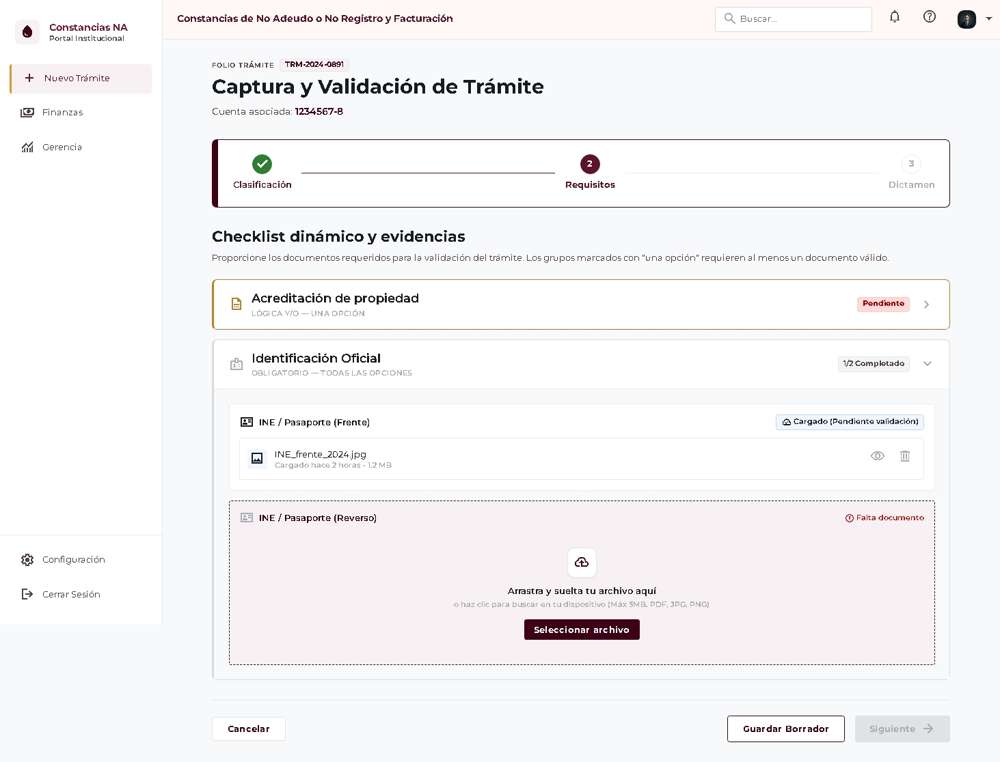 Constancias NA
Portal Institucional
Nuevo Trámite
Finanzas
Gerencia
Configuración
Cerrar Sesión
Constancias de No Adeudo o No Registro y Facturación
Buscar...
FOLIO TRÁMITE TRM-2024-0891
Captura y Validación de Trámite
Cuenta asociada: 1234567-8
Clasificación
2
Requisitos
3
Dictamen
Checklist dinámico y evidencias
Proporcione los documentos requeridos para la validación del trámite. Los grupos marcados con "una opción" requieren al menos un documento válido.
Acreditación de propiedad
LÓGICA Y/O — UNA OPCIÓN
Pendiente
Identificación Oficial
OBLIGATORIO — TODAS LAS OPCIONES
1/2 Completado
INE / Pasaporte (Frente)
Cargado (Pendiente validación)
INE_frente_2024.jpg
Cargado hace 2 horas • 1.2 MB
INE / Pasaporte (Reverso)
Falta documento
Arrastra y suelta tu archivo aquí
o haz clic para buscar en tu dispositivo (Máx 5MB. PDF, JPG, PNG)
Seleccionar archivo
Cancelar
Guardar Borrador
Siguiente